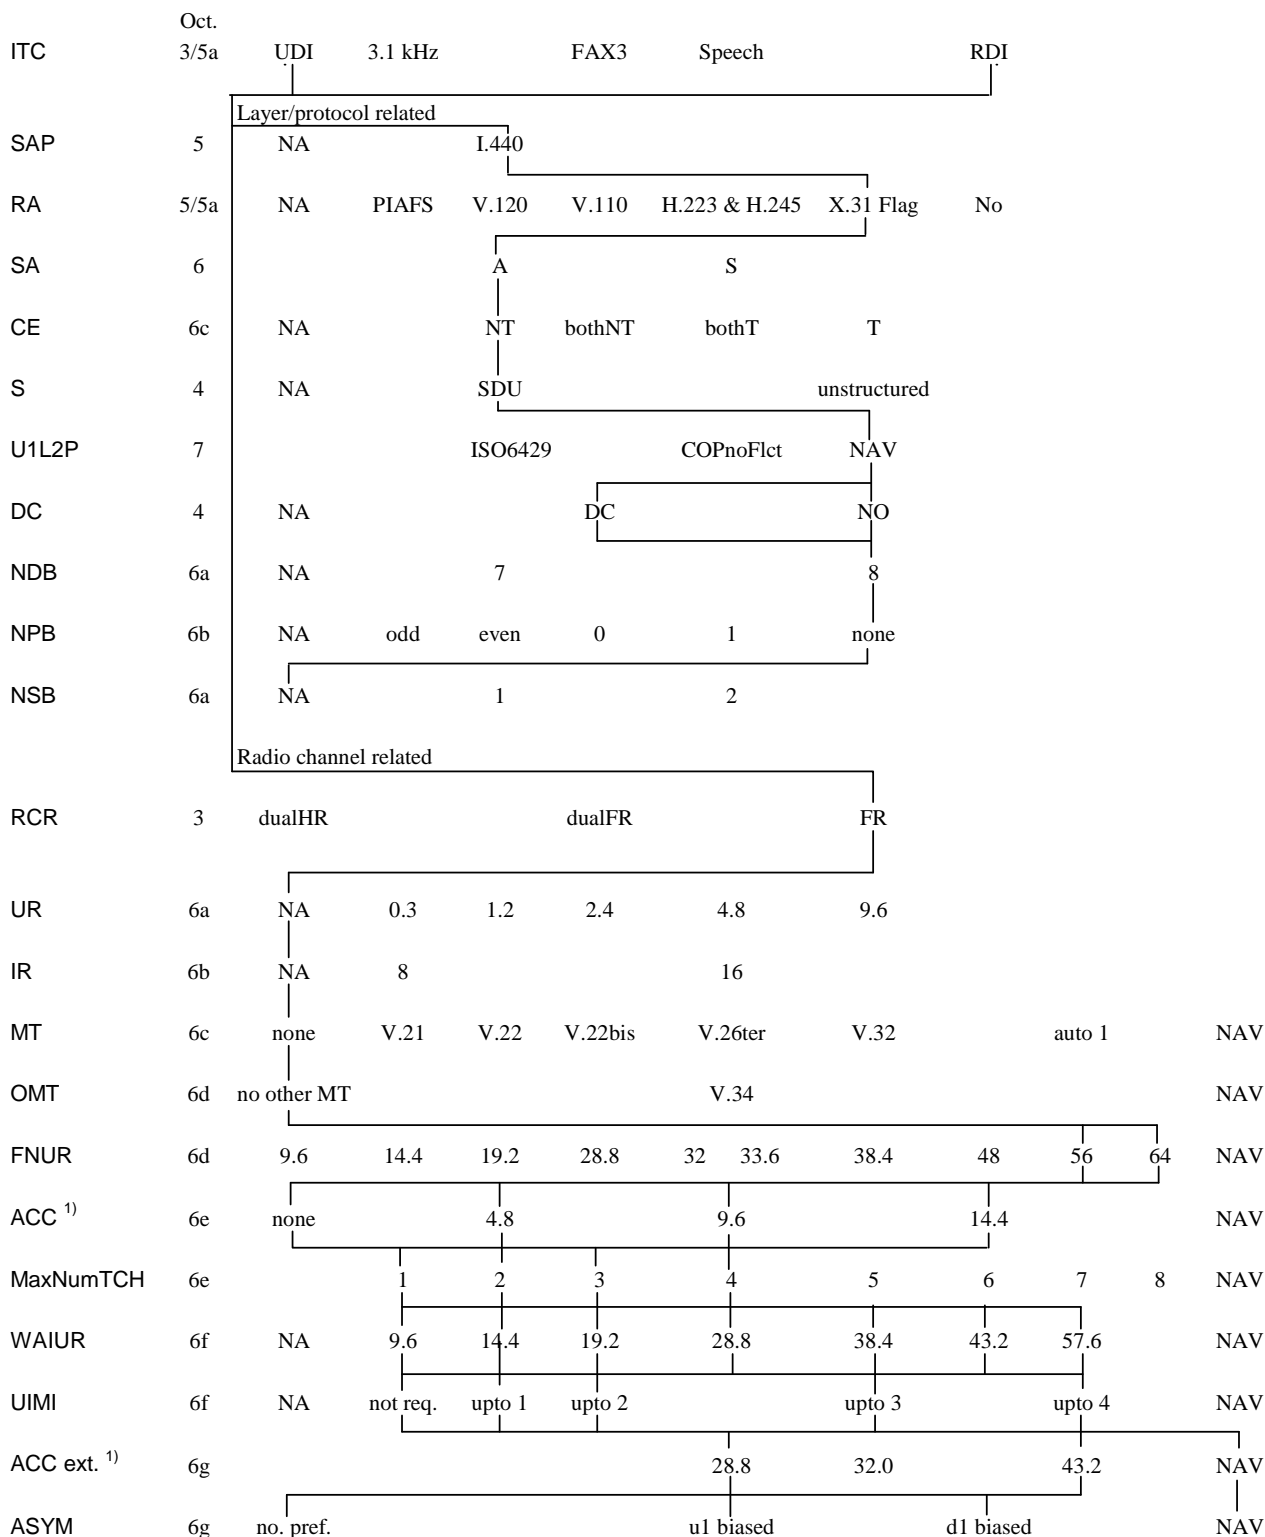 Oct.
ITC 3/5a UDI 3.1 kHz FAX3 Speech RDI
Layer/protocol related
SAP 5 NA I.440
RA 5/5a NA PIAFS V.120 V.110 H.223 & H.245 X.31 Flag No
SA 6 A S
CE 6c NA NT bothNT bothT T
S 4 NA SDU unstructured
U1L2P 7 ISO6429 COPnoFlct NAV
DC 4 NA DC NO
NDB 6a NA 7 8
NPB 6b NA odd even 0 1 none
NSB 6a NA 1 2
Radio channel related
RCR 3 dualHR dualFR FR
UR 6a NA 0.3 1.2 2.4 4.8 9.6
IR 6b NA 8 16
MT 6c none V.21 V.22 V.22bis V.26ter V.32 auto 1 NAV
OMT 6d no other MT V.34 NAV
FNUR 6d 9.6 14.4 19.2 28.8 32 33.6 38.4 48 56 64 NAV
ACC 1) 6e none 4.8 9.6 14.4 NAV
MaxNumTCH 6e 1 2 3 4 5 6 7 8 NAV
WAIUR 6f NA 9.6 14.4 19.2 28.8 38.4 43.2 57.6 NAV
UIMI 6f NA not req. upto 1 upto 2 upto 3 upto 4 NAV
ACC ext. 1) 6g 28.8 32.0 43.2 NAV
ASYM 6g no. pref. u1 biased d1 biased NAV